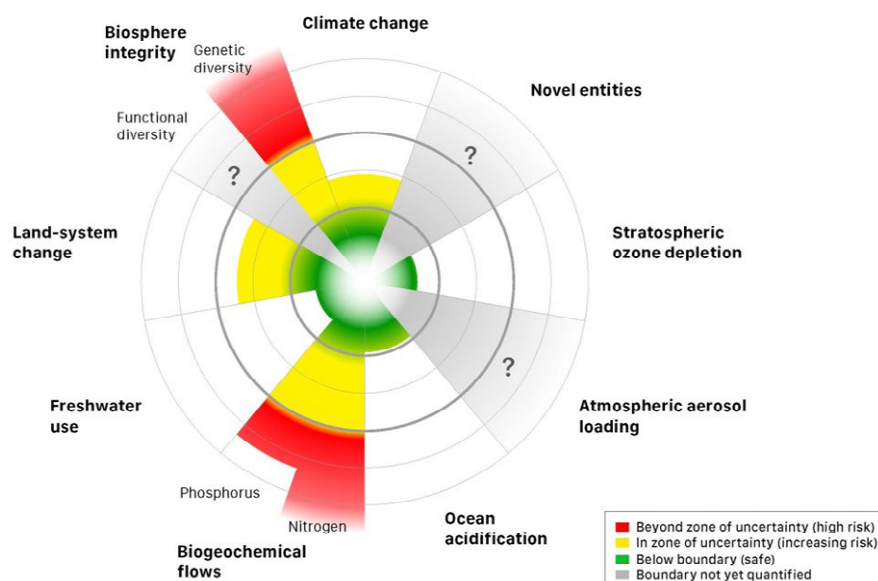 Climate change
Biosphere
integrity
Genetic
diversity
Novel entities
Functional
diversity
?
?
Land-system
change
Stratospheric
ozone depletion
?
Freshwater
use
Atmospheric aerosol
loading
Phosphorus
Nitrogen
Ocean
acidification
Biogeochemical
flows
Beyond zone of uncertainty (high risk)
In zone of uncertainty (increasing risk)
Below boundary (safe)
Boundary not yet quantified